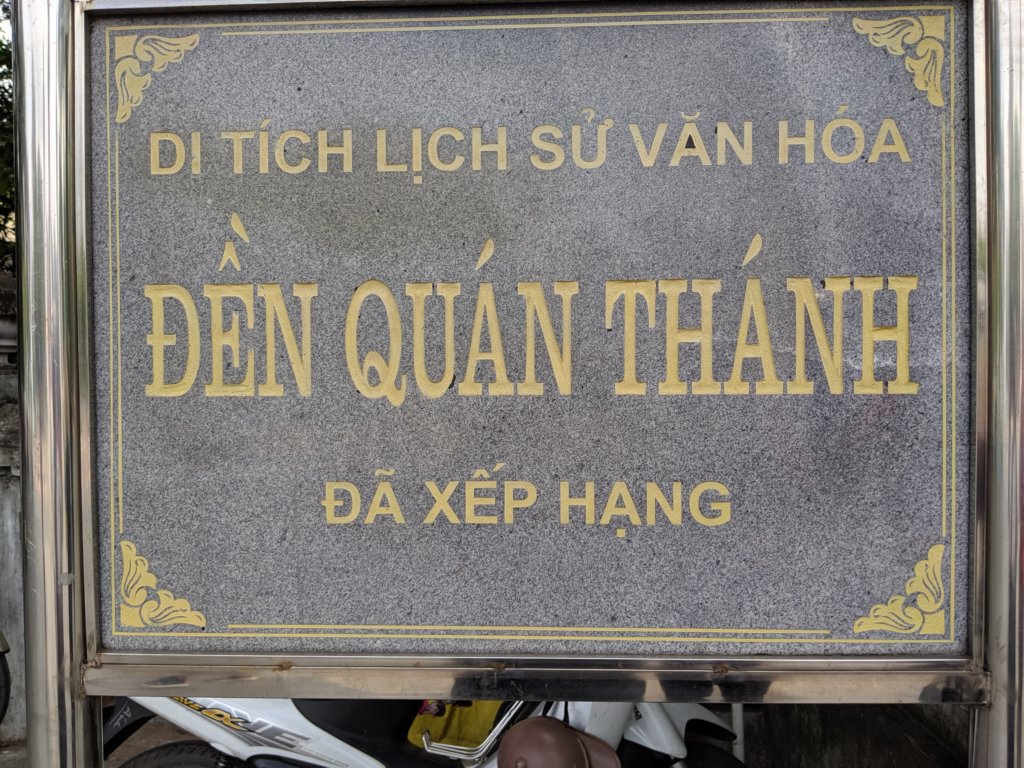 DI TÍCH LỊCH SỬ VĂN HÓA
ĐỀN QUÁN THÁNH
ĐÃ XẾP HẠNG